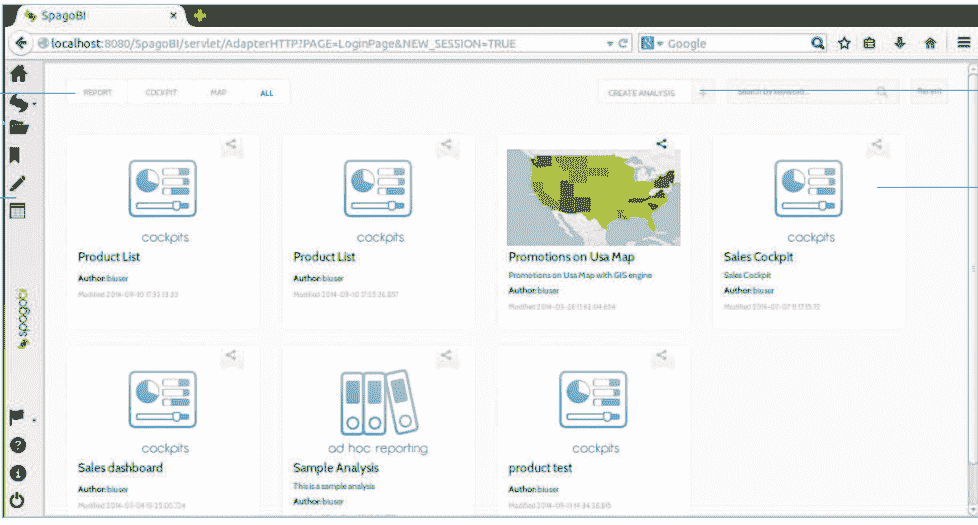 SpagoBI
localhost:8080/SpagoBI/servlet/AdapterHTTP?PAGE=LoginPage&NEW_SESSION=TRUE
Google
REPORT COCKPIT MAP ALL
CREATE ANALYSIS
Search by keyword...
Recent
cockpits
Product List
Author: biuser
cockpits
Product List
Author: biuser
Promotions on Usa Map
Promotions on Usa Map with GIS engine
Author: biuser
cockpits
Sales Cockpit
Sales Cockpit
Author: biuser
spagobi
cockpits
Sales dashboard
Author: biuser
ad hoc reporting
Sample Analysis
This is a sample analysis
Author: biuser
cockpits
product test
Author: biuser